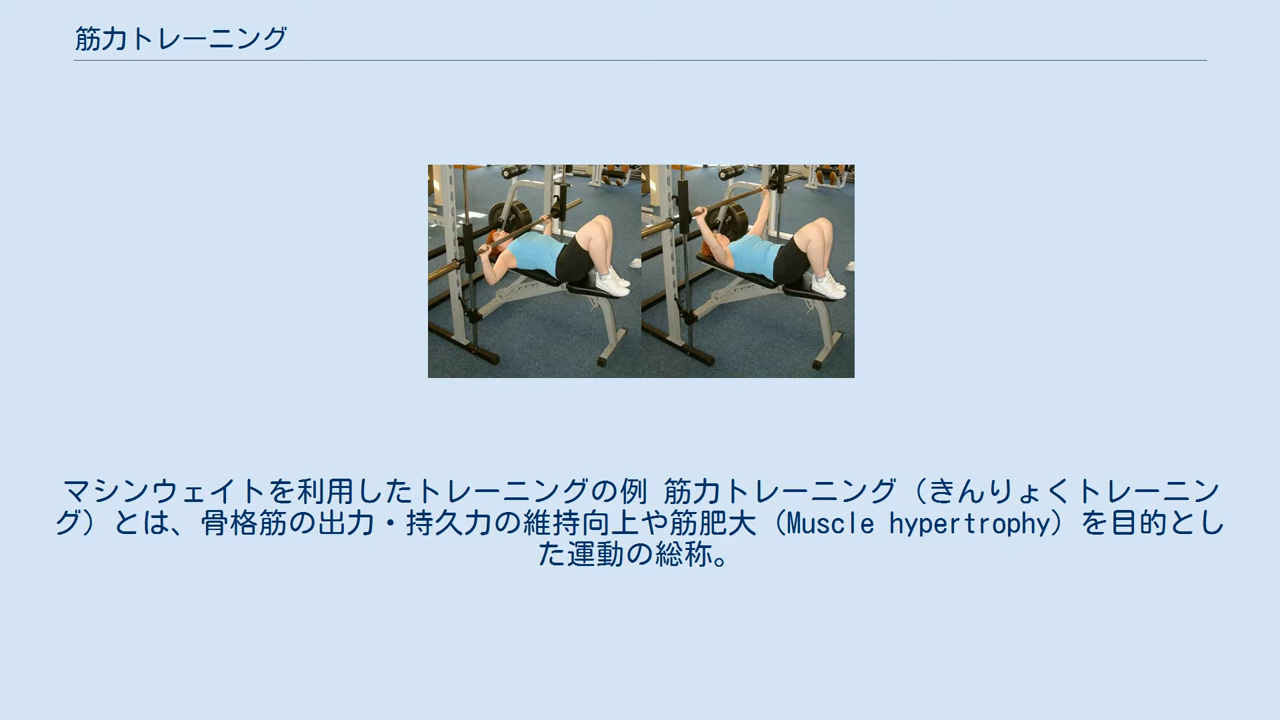 筋力トレーニング
マシンウェイトを利用したトレーニングの例 筋力トレーニング（きんりょくトレーニン
グ）とは、骨格筋の出力・持久力の維持向上や筋肥大（Muscle hypertrophy）を目的とし
た運動の総称。